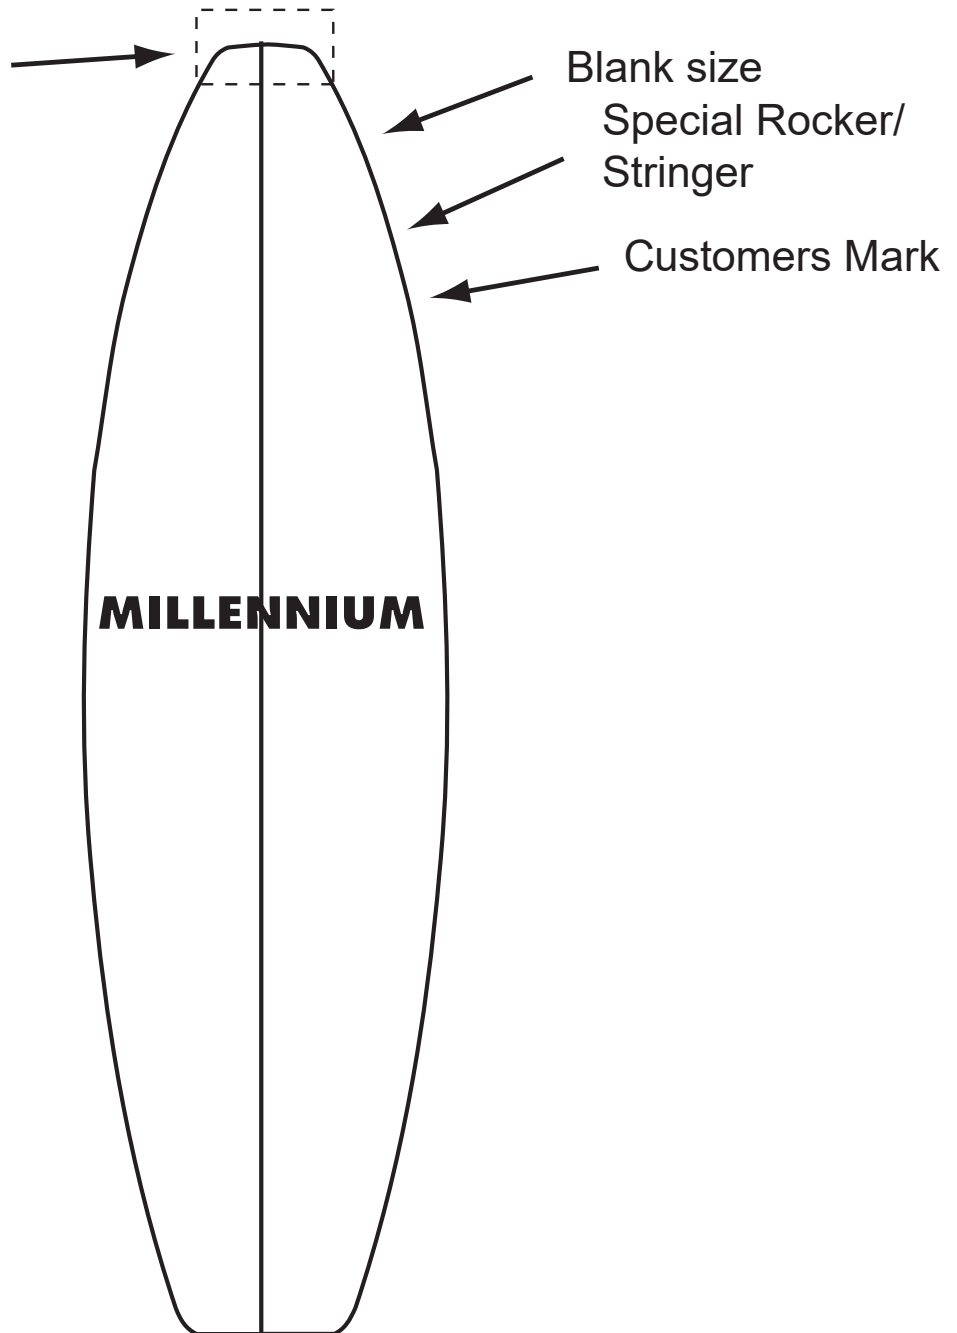 Blank size
Special Rocker/
Stringer
Customers Mark
MILLENNIUM